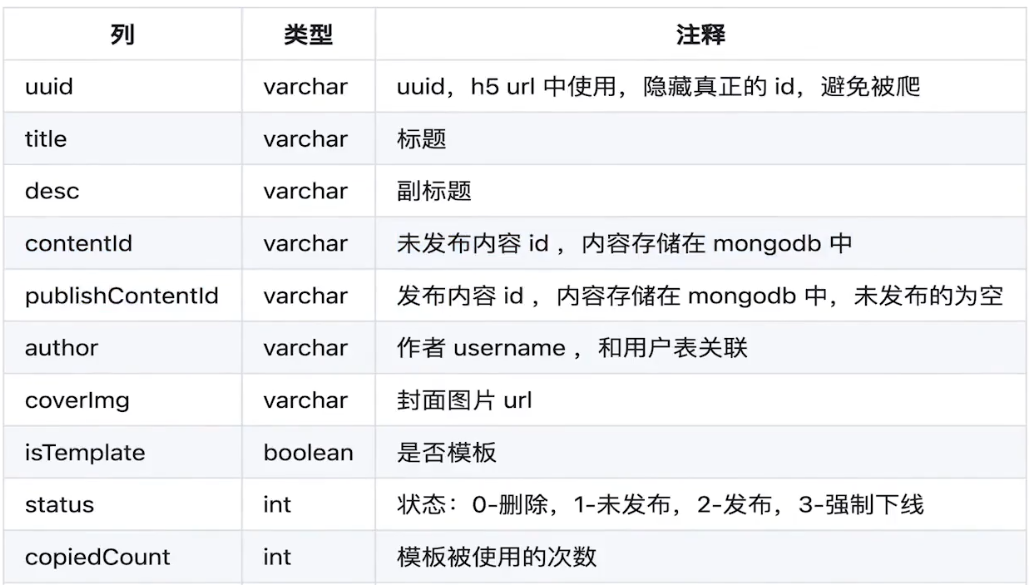 列 类型 注释
uuid varchar uuid，h5 url 中使用，隐藏真正的 id，避免被爬
title varchar 标题
desc varchar 副标题
contentId varchar 未发布内容 id ，内容存储在 mongodb 中
publishContentId varchar 发布内容 id ，内容存储在 mongodb 中，未发布的为空
author varchar 作者 username ，和用户表关联
coverImg varchar 封面图片 url
isTemplate boolean 是否模板
status int 状态：0-删除，1-未发布，2-发布，3-强制下线
copiedCount int 模板被使用的次数